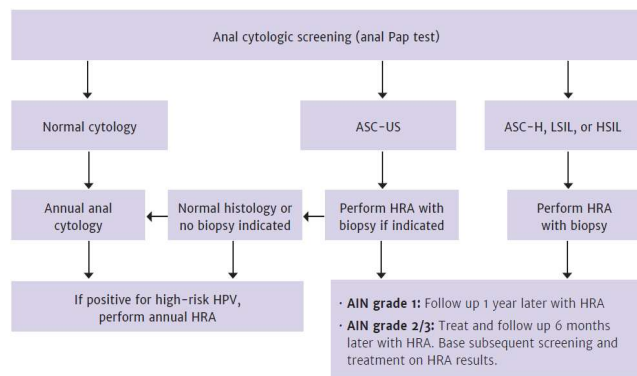 Anal cytologic screening (anal Pap test)
Normal cytology
ASC-US
ASC-H, LSIL, or HSIL
Annual anal
cytology
Normal histology or
no biopsy indicated
Perform HRA with
biopsy if indicated
Perform HRA
with biopsy
If positive for high-risk HPV,
perform annual HRA
· AIN grade 1: Follow up 1 year later with HRA
· AIN grade 2/3: Treat and follow up 6 months
later with HRA. Base subsequent screening and
treatment on HRA results.